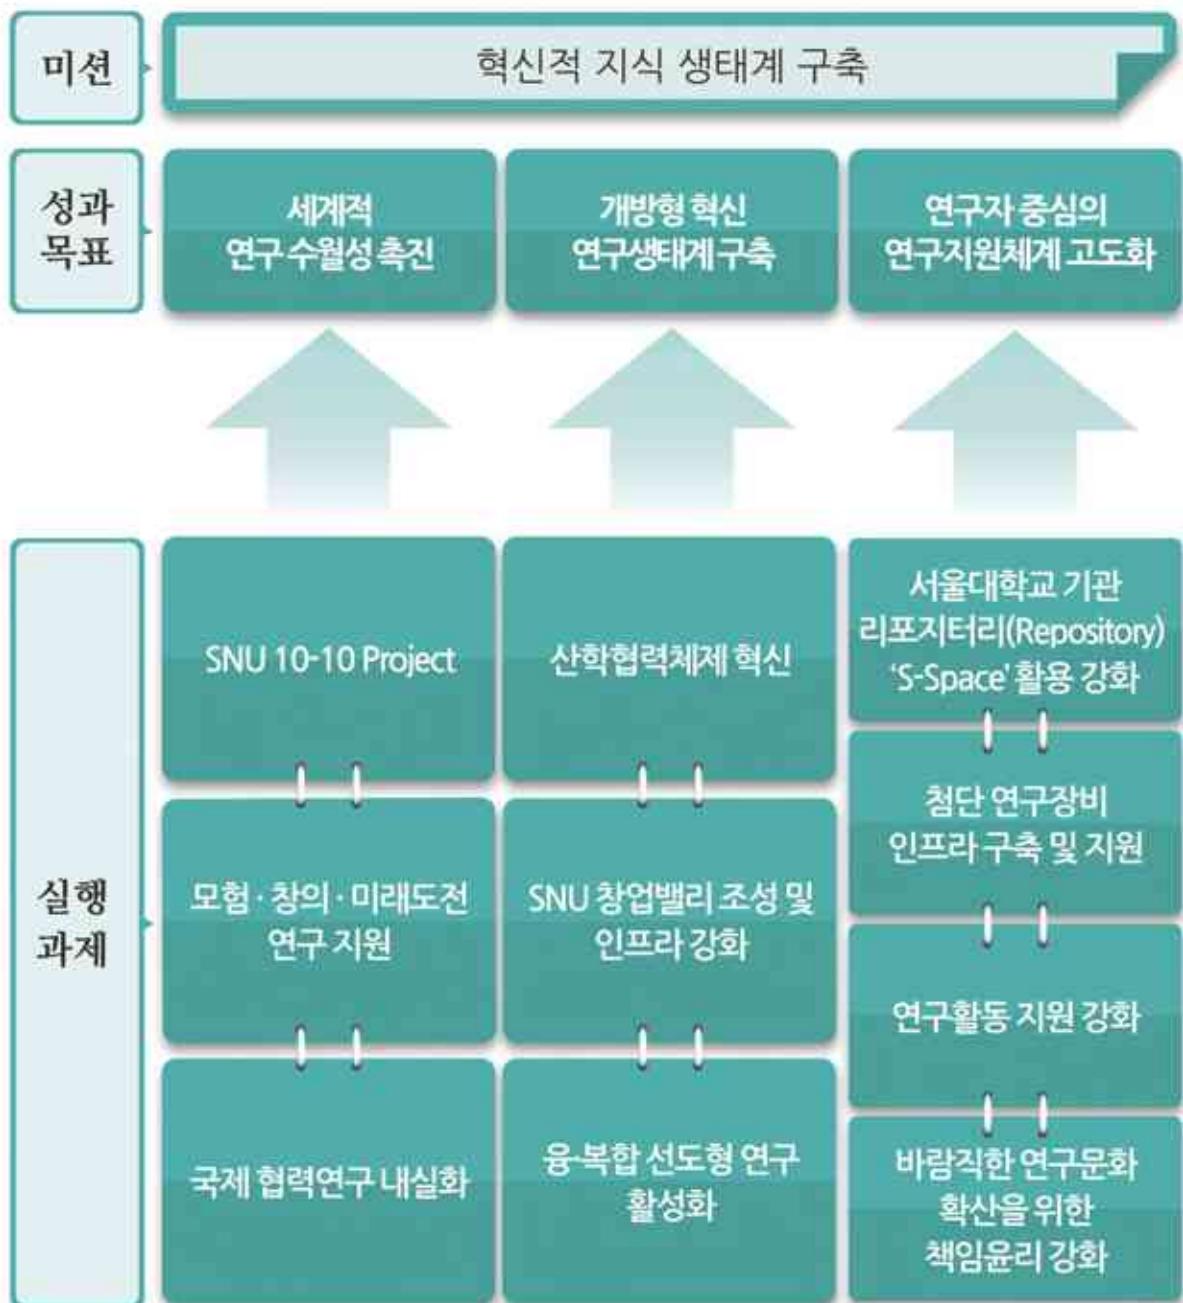 미션
혁신적 지식 생태계 구축
성과
목표
세계적
연구 수월성 촉진
개방형 혁신
연구생태계 구축
연구자 중심의
연구지원체계 고도화
실행
과제
SNU 10-10 Project
모험·창의·미래도전
연구 지원
국제 협력연구 내실화
산학협력체제 혁신
SNU 창업밸리 조성 및
인프라 강화
융·복합 선도형 연구
활성화
서울대학교 기관
리포지터리(Repository)
‘S-Space' 활용 강화
첨단 연구장비
인프라 구축 및 지원
연구활동 지원 강화
바람직한 연구문화
확산을 위한
책임윤리 강화